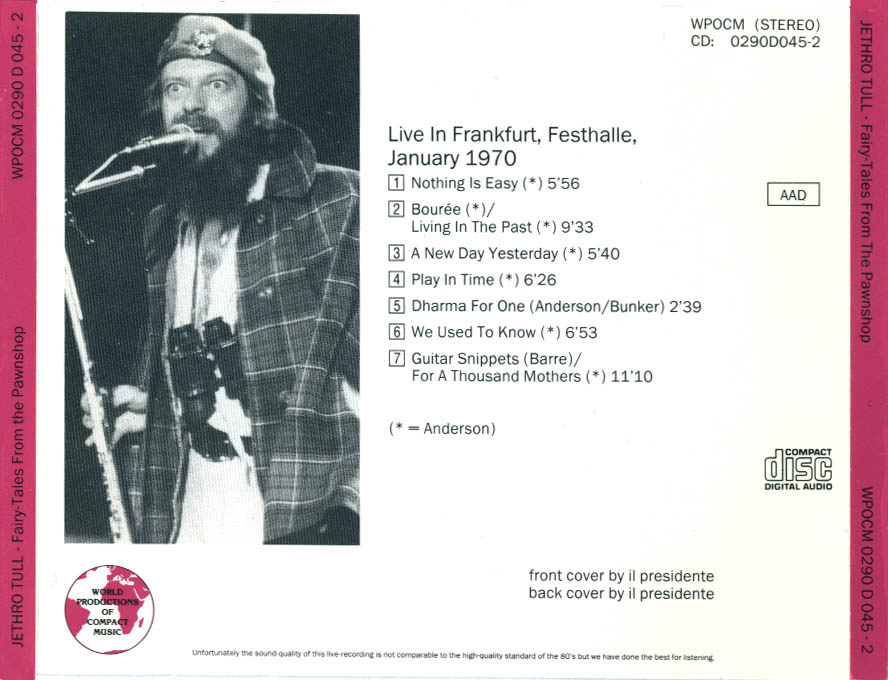 JETHRO TULL - Fairy-Tales From the Pawnshop
WPOCM 0290 D 045 - 2
WPOCM (STEREO)
CD: 0290D045-2
Live In Frankfurt, Festhalle,
January 1970
1 Nothing Is Easy (*) 5'56
2 Bourée (*)/
Living In The Past (*) 9'33
3 A New Day Yesterday (*) 5'40
4 Play In Time (*) 6'26
5 Dharma For One (Anderson/Bunker) 2'39
6 We Used To Know (*) 6'53
7 Guitar Snippets (Barre)/
For A Thousand Mothers (*) 11'10
(* = Anderson)
AAD
COMPACT
disc
DIGITAL AUDIO
front cover by il presidente
back cover by il presidente
WORLD
PRODUCTIONS
OF
COMPACT
MUSIC
Unfortunately the sound-quality of this live-recording is not comparable to the high-quality standard of the 80's but we have done the best for listening.
JETHRO TULL - Fairy-Tales From The Pawnshop
WPOCM 0290 D 045 - 2